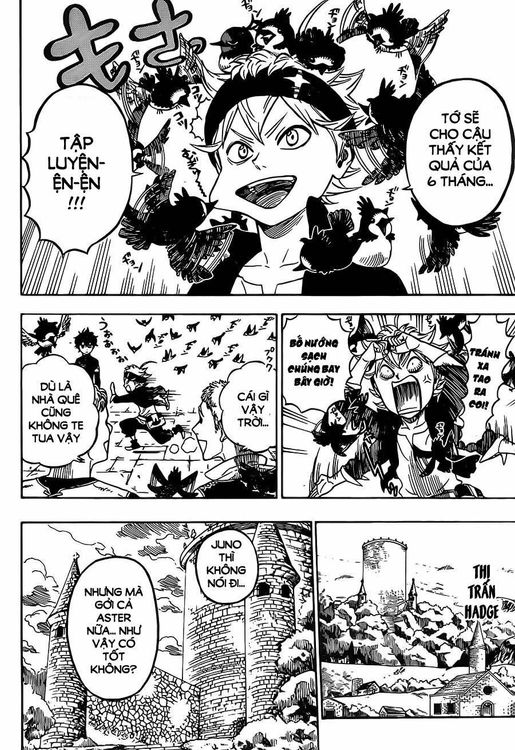 もさっ
TỚ SẼ
CHO CẬU
THẤY KẾT
QUẢ CỦA
6 THÁNG...
TẬP
LUYỆN-
ỆN-ỆN
!!!
TRÁNH
XA
TAO
RA
COI!
BỐ NƯỚNG
SẠCH
CHÚNG BAY
BÂY GIỜ!
CÁI GÌ
VẬY
TRỜI...
DÙ LÀ
NHÀ QUÊ
CŨNG
KHÔNG TE
TUA VẬY
THỊ
TRẤN
HADGE
JUNO
THÌ
KHÔNG
NÓI ĐI...
NHƯNG
MÀ GỞI CẢ
ASTER
NỮA... NHƯ
VẬY CÓ
TỐT
KHÔNG?